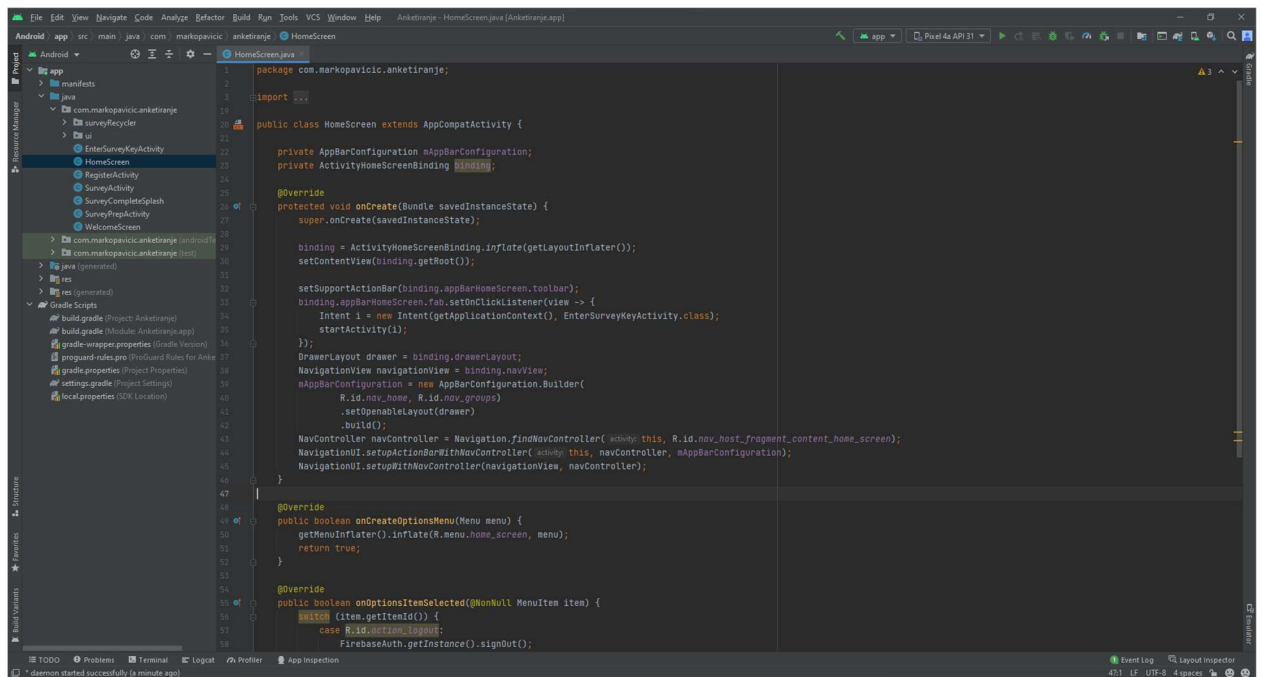 File Edit View Navigate Code Analyze Refactor Build Run Tools VCS Window Help Anketiranje - HomeScreen.java [Anketiranje.app]
Android app src main java com markopavicic anketiranje HomeScreen app Pixel 4a API 31
Project Android HomeScreen.java Gradle
Resource Manager
app
manifests
java
com.markopavicic.anketiranje
surveyRecycler
ui
EnterSurveyKeyActivity
HomeScreen
RegisterActivity
SurveyActivity
SurveyCompleteSplash
SurveyPrepActivity
WelcomeScreen
com.markopavicic.anketiranje (androidTe
com.markopavicic.anketiranje (test)
java (generated)
res
res (generated)
Gradle Scripts
build.gradle (Project: Anketiranje)
build.gradle (Module: Anketiranje.app)
gradle-wrapper.properties (Gradle Version)
proguard-rules.pro (ProGuard Rules for Anke
gradle.properties (Project Properties)
settings.gradle (Project Settings)
local.properties (SDK Location)
Structure
Favorites
Build Variants
3
1 package com.markopavicic.anketiranje;
2
3 import ...
19
20 public class HomeScreen extends AppCompatActivity {
21
22 private AppBarConfiguration mAppBarConfiguration;
23 private ActivityHomeScreenBinding binding;
24
25 @Override
26 protected void onCreate(Bundle savedInstanceState) {
27 super.onCreate(savedInstanceState);
28
29 binding = ActivityHomeScreenBinding.inflate(getLayoutInflater());
30 setContentView(binding.getRoot());
31
32 setSupportActionBar(binding.appBarHomeScreen.toolbar);
33 binding.appBarHomeScreen.fab.setOnClickListener(view -> {
34 Intent i = new Intent(getApplicationContext(), EnterSurveyKeyActivity.class);
35 startActivity(i);
36 });
37 DrawerLayout drawer = binding.drawerLayout;
38 NavigationView navigationView = binding.navView;
39 mAppBarConfiguration = new AppBarConfiguration.Builder(
40 R.id.nav_home, R.id.nav_groups)
41 .setOpenableLayout(drawer)
42 .build();
43 NavController navController = Navigation.findNavController( activity: this, R.id.nav_host_fragment_content_home_screen);
44 NavigationUI.setupActionBarWithNavController( activity: this, navController, mAppBarConfiguration);
45 NavigationUI.setupWithNavController(navigationView, navController);
46 }
47
48 @Override
49 public boolean onCreateOptionsMenu(Menu menu) {
50 getMenuInflater().inflate(R.menu.home_screen, menu);
51 return true;
52 }
53
54 @Override
55 public boolean onOptionsItemSelected(@NonNull MenuItem item) {
56 switch (item.getItemId()) {
57 case R.id.action_logout:
58 FirebaseAuth.getInstance().signOut();
Emulator
TODO Problems Terminal Logcat Profiler App Inspection 1 Event Log Layout Inspector
* daemon started successfully (a minute ago) 47:1 LF UTF-8 4 spaces